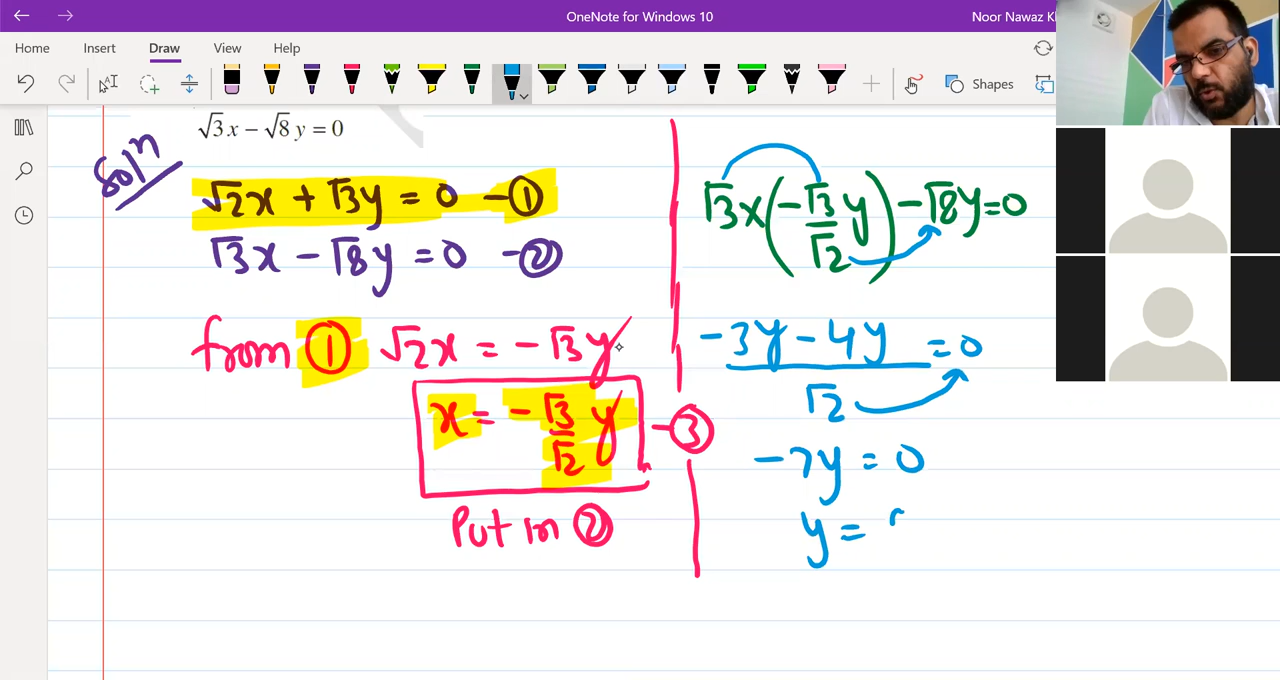 OneNote for Windows 10
Noor Nawaz Kh
Home Insert Draw View Help
Shapes
√3 x − √8 y = 0
Solⁿ
√2x + √3y = 0 −①
√3x − √8y = 0 −②
from ① √2x = −√3y
x = −√3/√2 y −③
Put in ②
√3x(−√3/√2 y) − √8y = 0
−3y − 4y / √2 = 0
−7y = 0
y =